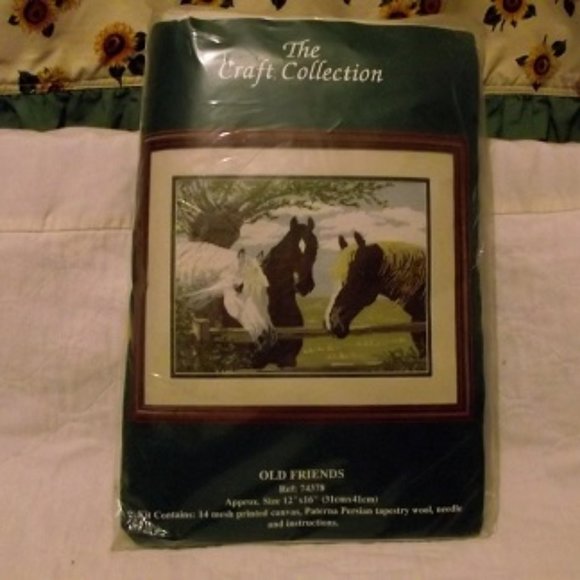 The
Craft Collection
OLD FRIENDS
Ref: 74378
Approx. Size 12"x16" (31cmx41cm)
Kit Contains: 14 mesh printed canvas, Paterna Persian tapestry wool, needle
and instructions.